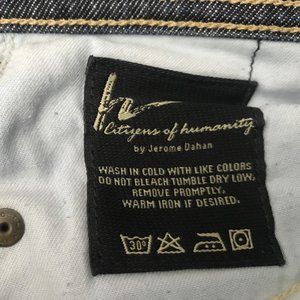 Citizens of humanity
by Jerome Dahan
WASH IN COLD WITH LIKE COLORS
DO NOT BLEACH TUMBLE DRY LOW,
REMOVE PROMPTLY.
WARM IRON IF DESIRED.
30°